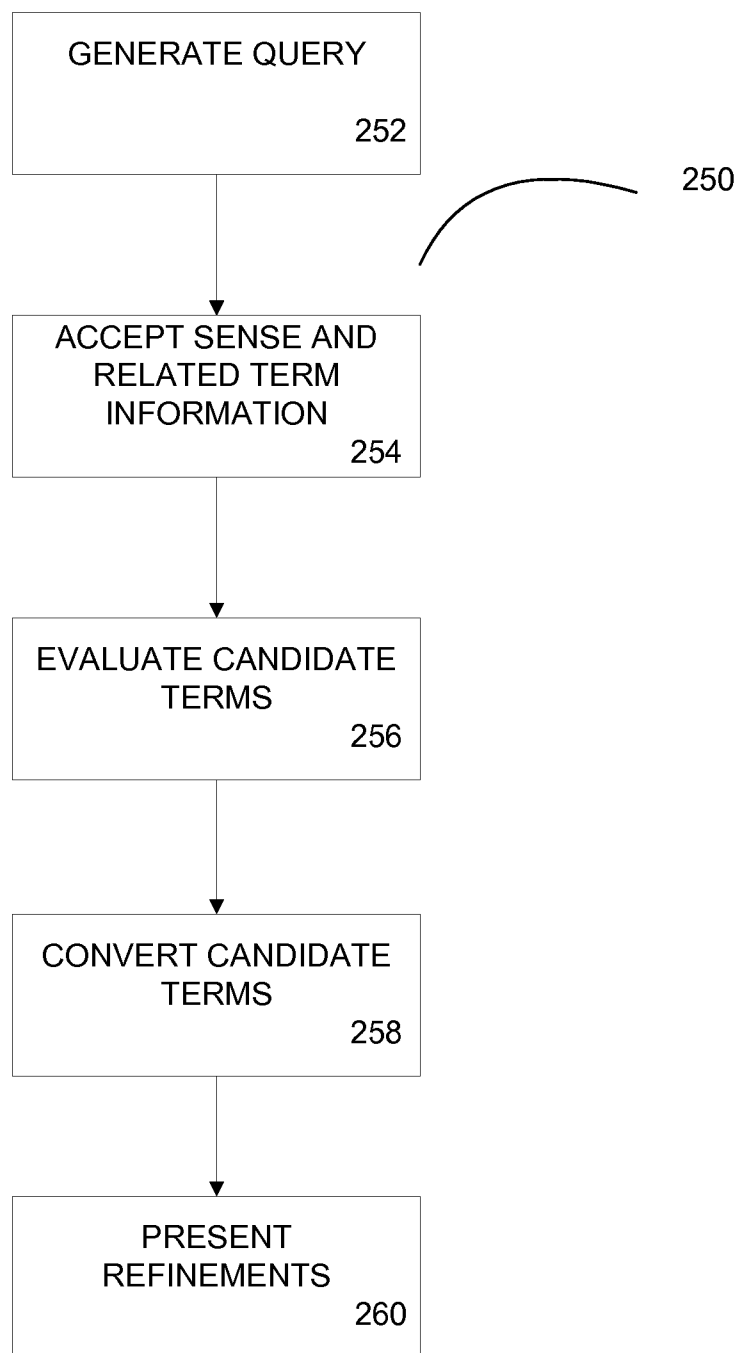 GENERATE QUERY
252
250
ACCEPT SENSE AND
RELATED TERM
INFORMATION
254
EVALUATE CANDIDATE
TERMS
256
CONVERT CANDIDATE
TERMS
258
PRESENT
REFINEMENTS
260